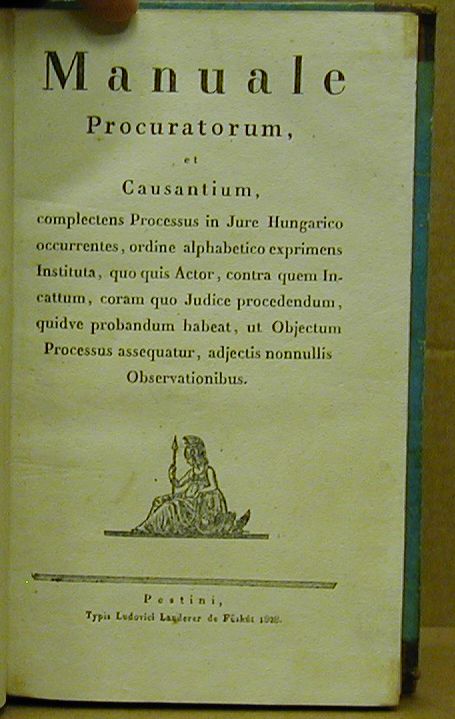 Manuale
Procuratorum,
et
Causantium,
complectens Processus in Jure Hungarico
occurrentes, ordine alphabetico exprimens
Instituta, quo quis Actor, contra quem In-
cattum, coram quo Judice procedendum,
quidve probandum habeat, ut Objectum
Processus assequatur, adjectis nonnullis
Observationibus.
Pestini,
Typis Ludovici Landerer de Füskút 1828.